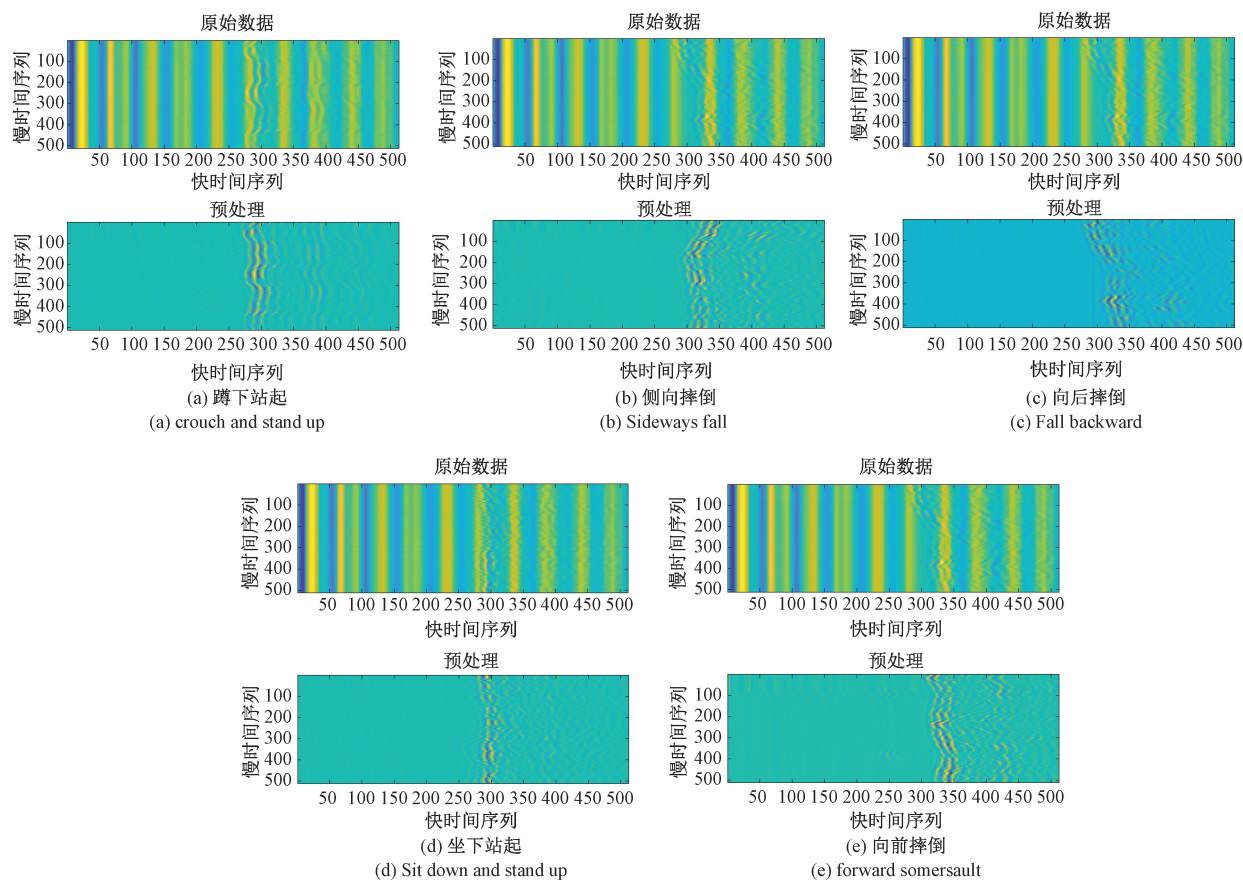 原始数据
慢时间序列
100
200
300
400
500
50 100 150 200 250 300 350 400 450 500
快时间序列
预处理
慢时间序列
100
200
300
400
500
50 100 150 200 250 300 350 400 450 500
快时间序列
(a) 蹲下站起
(a) crouch and stand up
原始数据
慢时间序列
100
200
300
400
500
50 100 150 200 250 300 350 400 450 500
快时间序列
预处理
慢时间序列
100
200
300
400
500
50 100 150 200 250 300 350 400 450 500
快时间序列
(b) 侧向摔倒
(b) Sideways fall
原始数据
慢时间序列
100
200
300
400
500
50 100 150 200 250 300 350 400 450 500
快时间序列
预处理
慢时间序列
100
200
300
400
500
50 100 150 200 250 300 350 400 450 500
快时间序列
(c) 向后摔倒
(c) Fall backward
原始数据
慢时间序列
100
200
300
400
500
50 100 150 200 250 300 350 400 450 500
快时间序列
预处理
慢时间序列
100
200
300
400
500
50 100 150 200 250 300 350 400 450 500
快时间序列
(d) 坐下站起
(d) Sit down and stand up
原始数据
慢时间序列
100
200
300
400
500
50 100 150 200 250 300 350 400 450 500
快时间序列
预处理
慢时间序列
100
200
300
400
500
50 100 150 200 250 300 350 400 450 500
快时间序列
(e) 向前摔倒
(e) forward somersault